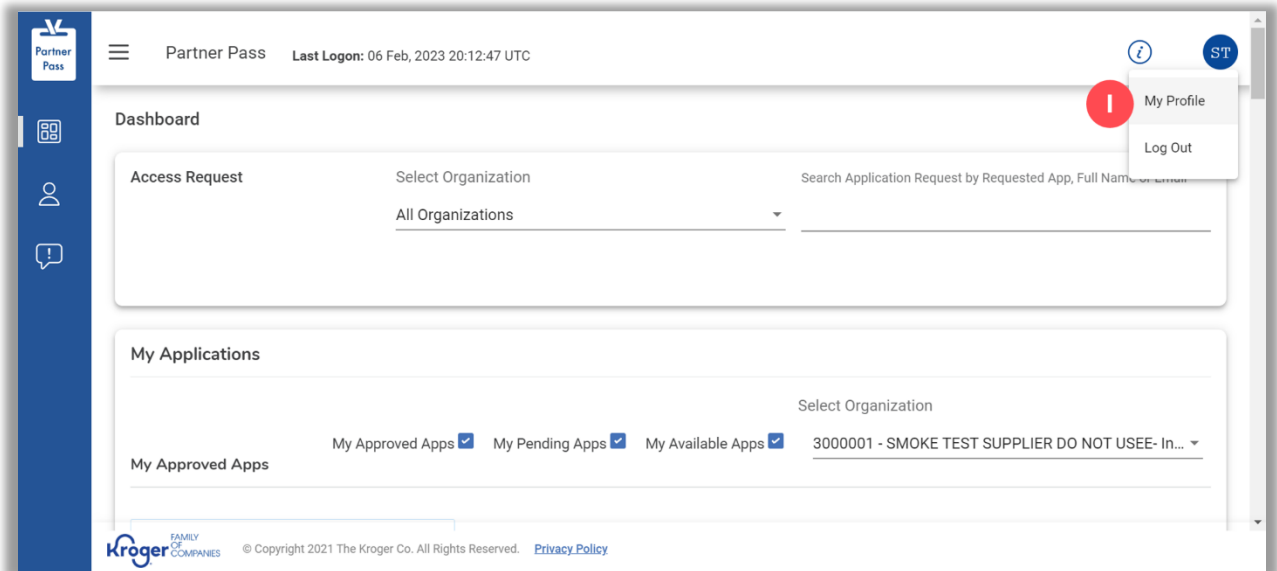 Partner
Pass
Partner Pass
Last Logon: 06 Feb, 2023 20:12:47 UTC
i
ST
I
My Profile
Log Out
Dashboard
Access Request
Select Organization
Search Application Request by Requested App, Full Name or Email
All Organizations
My Applications
Select Organization
My Approved Apps
My Pending Apps
My Available Apps
3000001 - SMOKE TEST SUPPLIER DO NOT USEE- In...
My Approved Apps
Kroger FAMILY OF COMPANIES
© Copyright 2021 The Kroger Co. All Rights Reserved. Privacy Policy